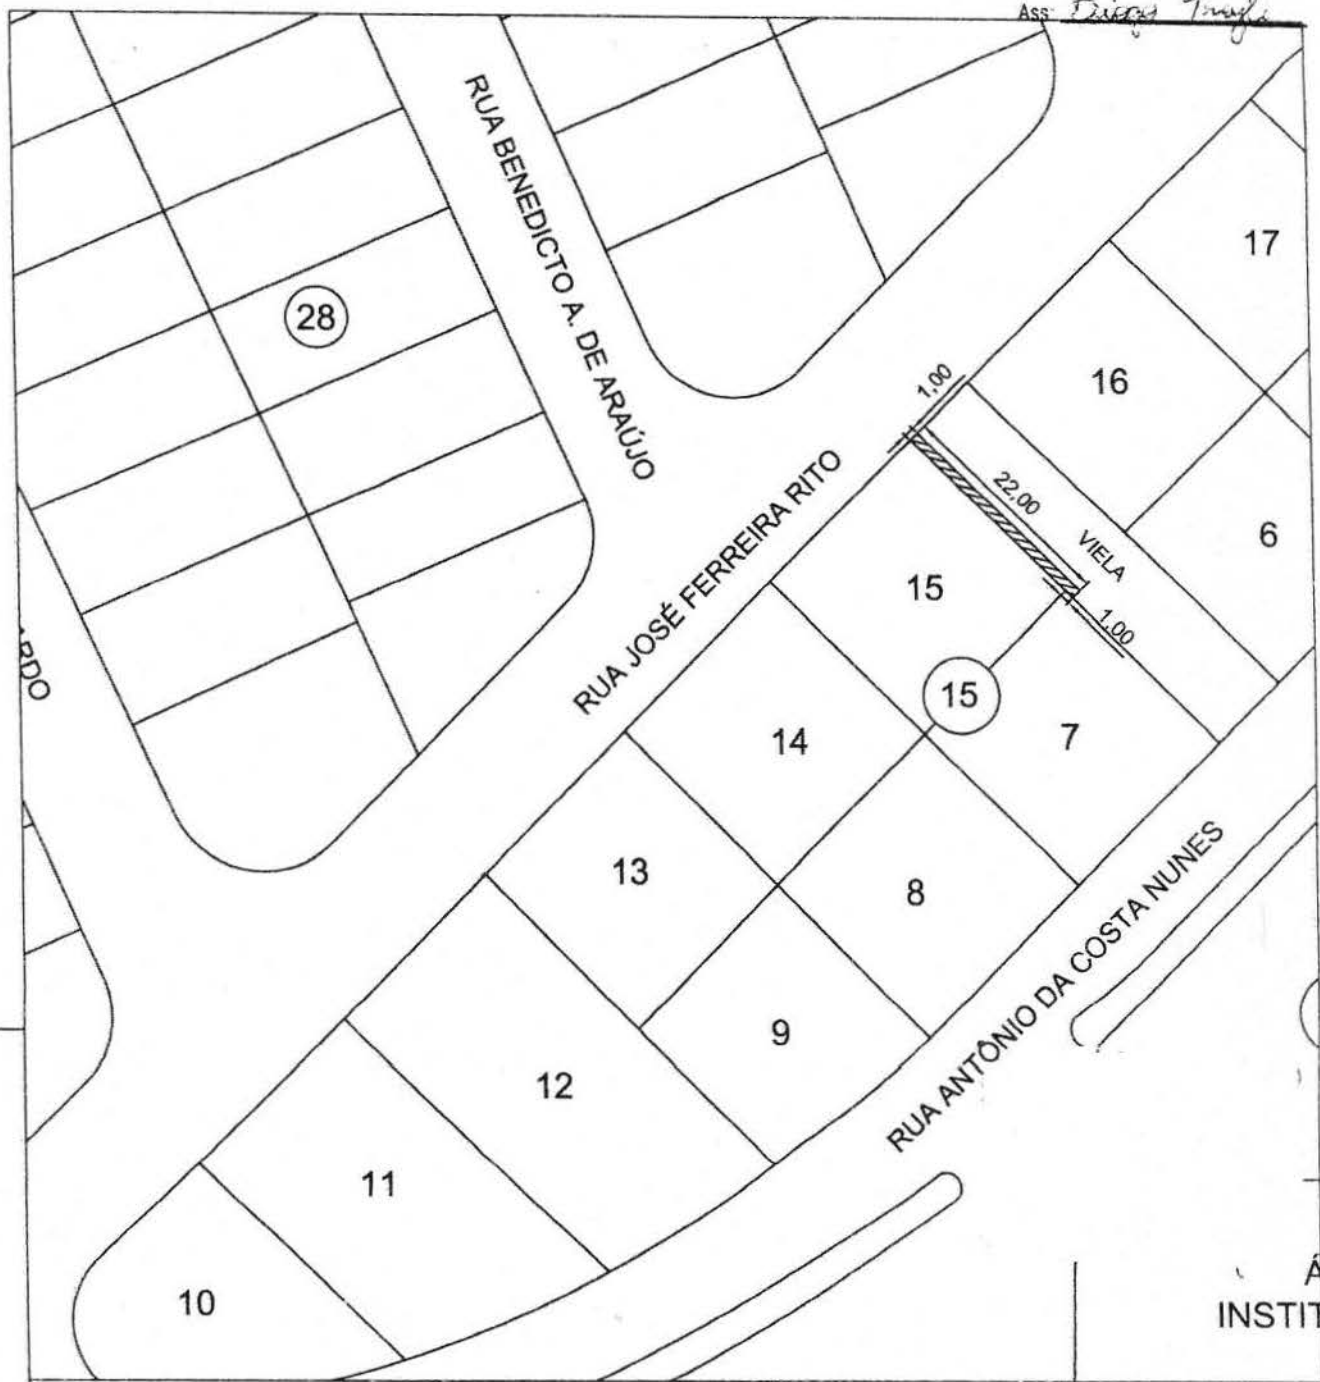 Ass
RUA BENEDICTO A. DE ARAÚJO
17
28
16
1,00
RUA JOSÉ FERREIRA RITO
22,00
VIELA
6
15
1,00
ARDO
15
14
7
13
8
RUA ANTÔNIO DA COSTA NUNES
9
12
11
10
Á
INSTIT